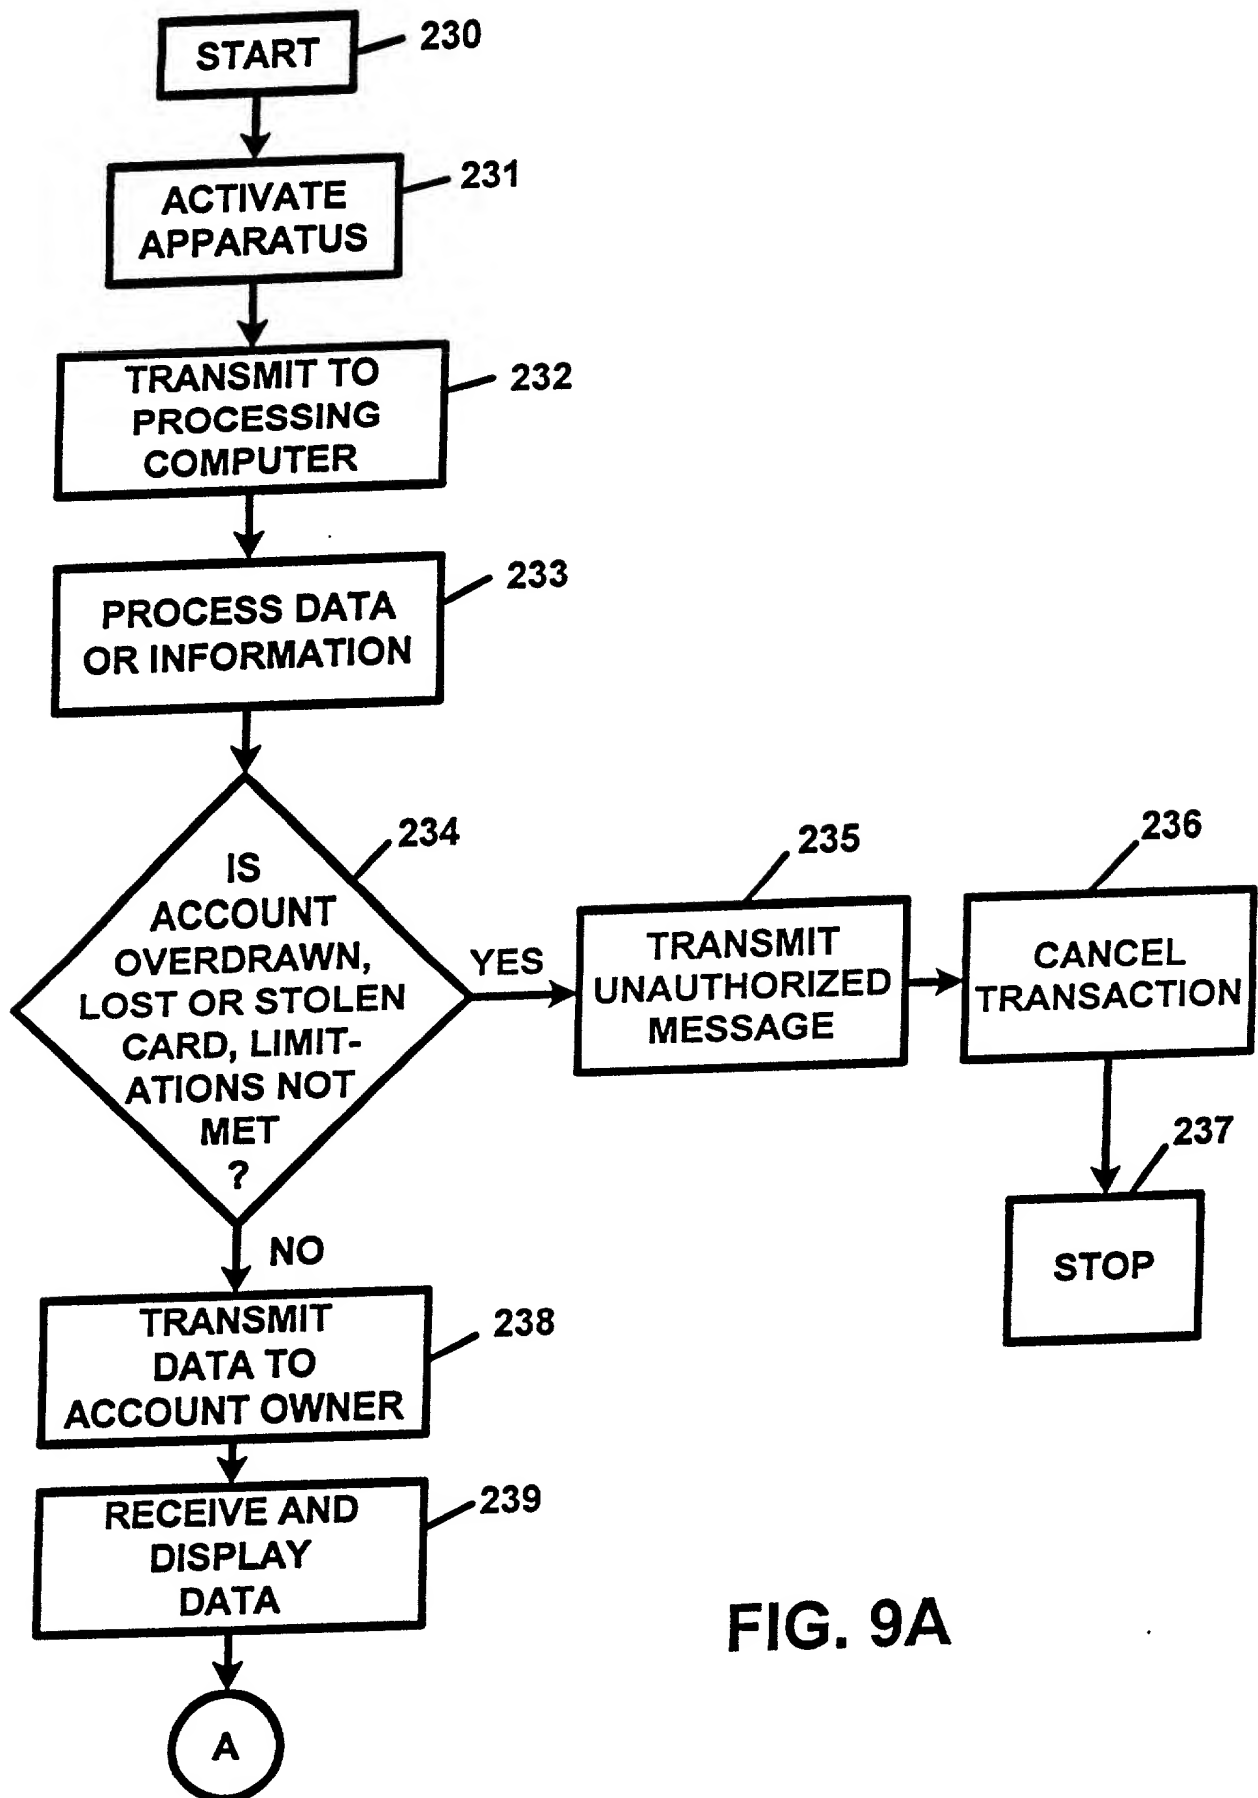 START
230
ACTIVATE
APPARATUS
231
TRANSMIT TO
PROCESSING
COMPUTER
232
PROCESS DATA
OR INFORMATION
233
IS
ACCOUNT
OVERDRAWN,
LOST OR STOLEN
CARD, LIMIT-
ATIONS NOT
MET
?
234
YES
TRANSMIT
UNAUTHORIZED
MESSAGE
235
CANCEL
TRANSACTION
236
STOP
237
NO
TRANSMIT
DATA TO
ACCOUNT OWNER
238
RECEIVE AND
DISPLAY
DATA
239
A
FIG. 9A